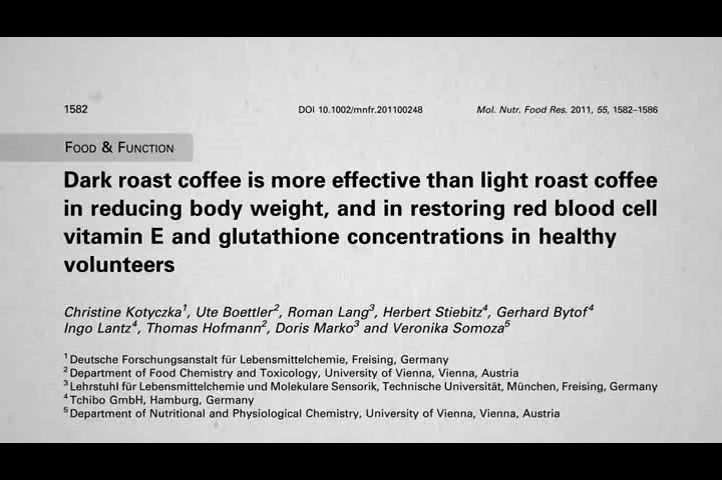 1582 DOI 10.1002/mnfr.201100248 Mol. Nutr. Food Res. 2011, 55, 1582–1586
FOOD & FUNCTION
Dark roast coffee is more effective than light roast coffee
in reducing body weight, and in restoring red blood cell
vitamin E and glutathione concentrations in healthy
volunteers
Christine Kotyczka1, Ute Boettler2, Roman Lang3, Herbert Stiebitz4, Gerhard Bytof4
Ingo Lantz4, Thomas Hofmann2, Doris Marko3 and Veronika Somoza5
1 Deutsche Forschungsanstalt für Lebensmittelchemie, Freising, Germany
2 Department of Food Chemistry and Toxicology, University of Vienna, Vienna, Austria
3 Lehrstuhl für Lebensmittelchemie und Molekulare Sensorik, Technische Universität, München, Freising, Germany
4 Tchibo GmbH, Hamburg, Germany
5 Department of Nutritional and Physiological Chemistry, University of Vienna, Vienna, Austria